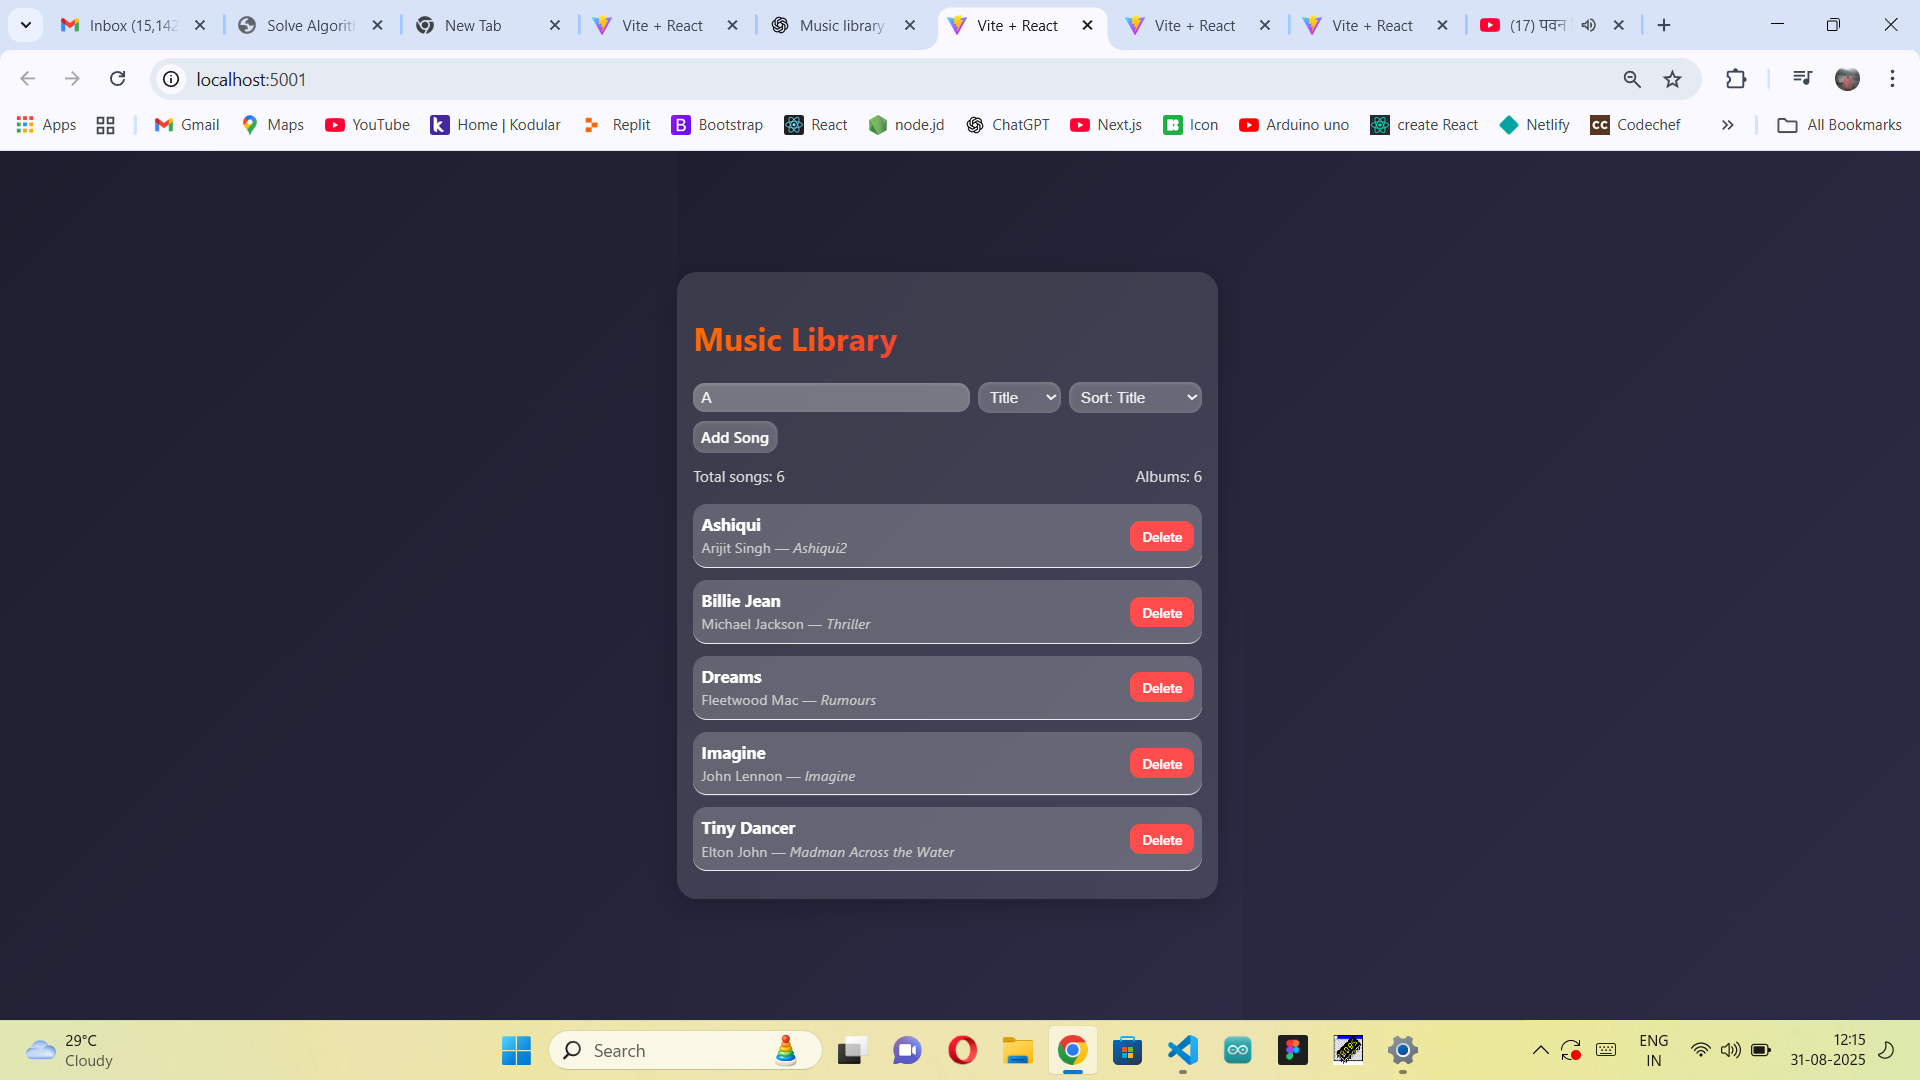 Inbox (15,142
Solve Algorit
New Tab
Vite + React
Music library
Vite + React
Vite + React
Vite + React
(17) पवन
localhost:5001
Apps
Gmail
Maps
YouTube
Home | Kodular
Replit
Bootstrap
React
node.jd
ChatGPT
Next.js
Icon
Arduino uno
create React
Netlify
Codechef
All Bookmarks
Music Library
A
Title
Sort: Title
Add Song
Total songs: 6
Albums: 6
Ashiqui
Arijit Singh — Ashiqui2
Delete
Billie Jean
Michael Jackson — Thriller
Delete
Dreams
Fleetwood Mac — Rumours
Delete
Imagine
John Lennon — Imagine
Delete
Tiny Dancer
Elton John — Madman Across the Water
Delete
29°C
Cloudy
Search
ENG
IN
12:15
31-08-2025